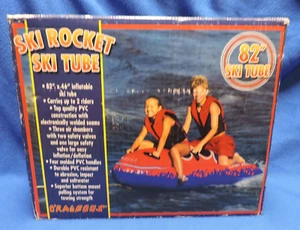 SKI ROCKET
SKI TUBE
82"
SKI TUBE
• 82" x 46" inflatable
ski tube
• Carries up to 2 riders
• Top quality PVC
construction with
electronically welded seams
• Three air chambers
with two safety valves
and one large safety
valve for easy
inflation/deflation
• Four molded PVC handles
• Durable PVC resistant
to abrasion, impact
and saltwater
• Superior bottom mount
pulling system for
towing strength